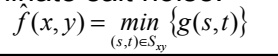 f̂(x, y) = min {g(s,t)}
(s,t)∈Sxy